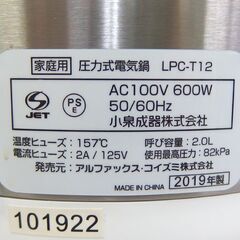 家庭用 圧力式電気鍋 LPC-T12
S JET
PS E
AC100V 600W
50/60Hz
小泉成器株式会社
温度ヒューズ：157℃ 呼び容量：2.0L
電流ヒューズ：2A / 125V 使用最高圧力：82kPa
発売元：アルファックス・コイズミ株式会社
MADE IN CHINA 2019年製
101922